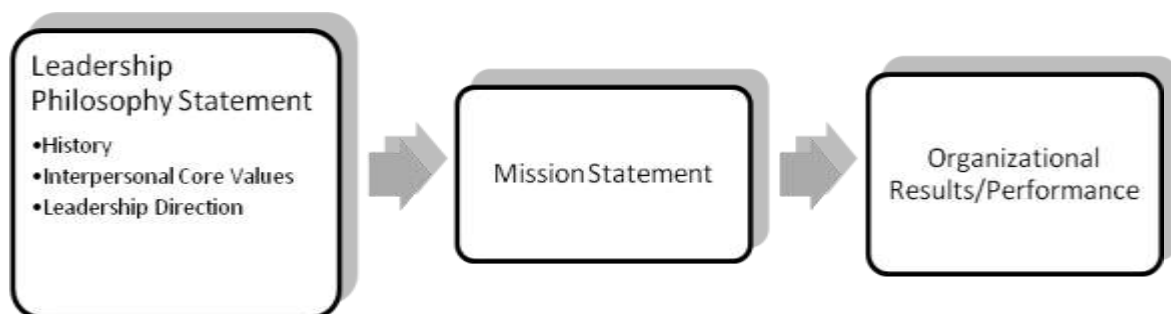 Leadership
Philosophy Statement
•History
•Interpersonal Core Values
•Leadership Direction
Mission Statement
Organizational
Results/Performance